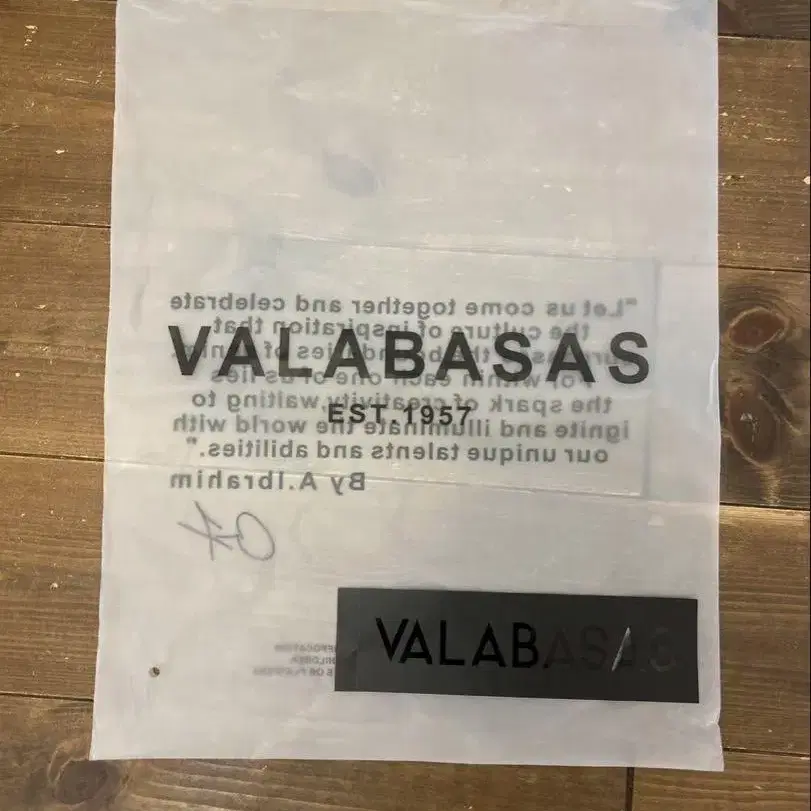 "Let us come together and celebrate
the culture of inspiration that
VALABASAS
For within each one of us lies
the spark of creativity, waiting to
EST.1957
ignite and illuminate the world with
our unique talents and abilities."
By A.Ibrahim
VALABASAS